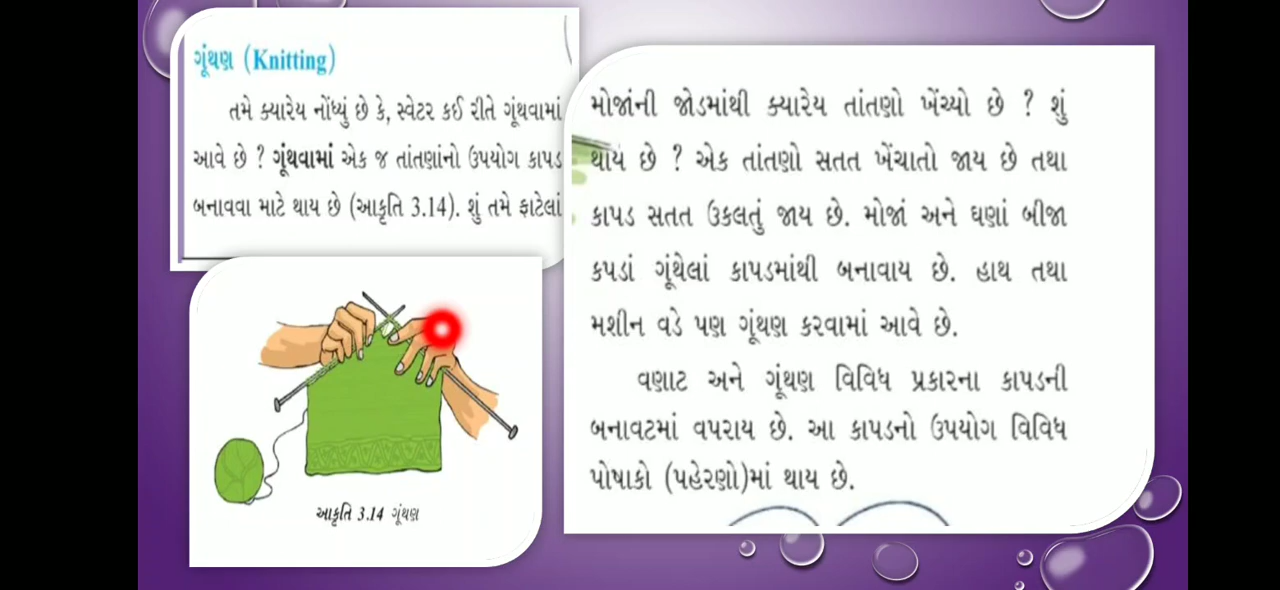 ગૂંથણ (Knitting)
તમે ક્યારેય નોંધ્યું છે કે, સ્વેટર કઈ રીતે ગૂંથવામાં
આવે છે ? ગૂંથવામાં એક જ તાંતણાંનો ઉપયોગ કાપડ
બનાવવા માટે થાય છે (આકૃતિ 3.14). શું તમે ફાટેલાં
મોજાંની જોડમાંથી ક્યારેય તાંતણો ખેંચ્યો છે ? શું
થાય છે ? એક તાંતણો સતત ખેંચાતો જાય છે તથા
કાપડ સતત ઉકલતું જાય છે. મોજાં અને ઘણાં બીજા
કપડાં ગૂંથેલાં કાપડમાંથી બનાવાય છે. હાથ તથા
મશીન વડે પણ ગૂંથણ કરવામાં આવે છે.
વણાટ અને ગૂંથણ વિવિધ પ્રકારના કાપડની
બનાવટમાં વપરાય છે. આ કાપડનો ઉપયોગ વિવિધ
પોષાકો (પહેરણો)માં થાય છે.
આકૃતિ 3.14 ગૂંથણ